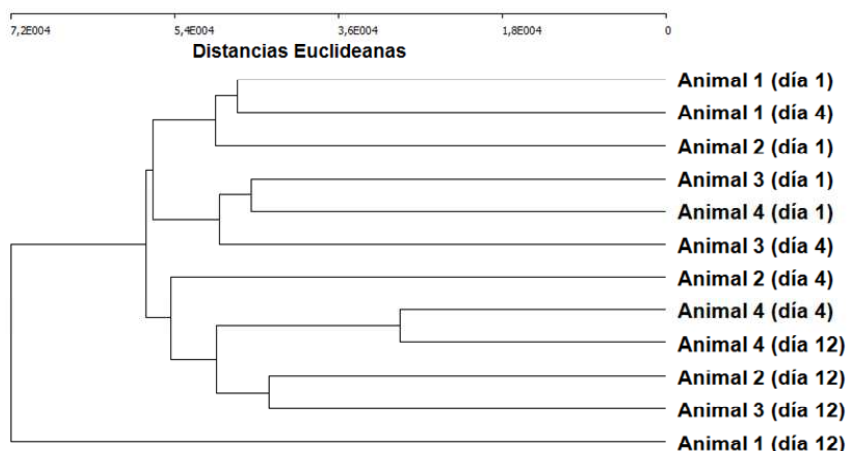 7,2E004 5,4E004 3,6E004 1,8E004 0
Distancias Euclideanas
Animal 1 (día 1)
Animal 1 (día 4)
Animal 2 (día 1)
Animal 3 (día 1)
Animal 4 (día 1)
Animal 3 (día 4)
Animal 2 (día 4)
Animal 4 (día 4)
Animal 4 (día 12)
Animal 2 (día 12)
Animal 3 (día 12)
Animal 1 (día 12)